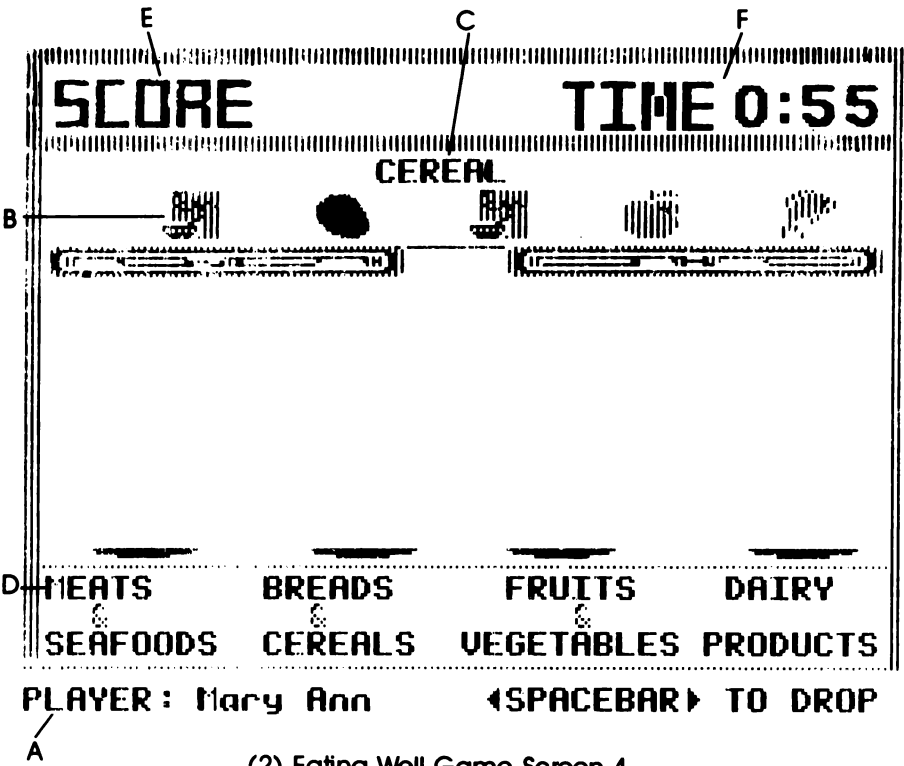 E C F
SCORE TIME 0:55
CEREAL
B
D MEATS BREADS FRUITS DAIRY
& & &
SEAFOODS CEREALS VEGETABLES PRODUCTS
PLAYER: Mary Ann ◀SPACEBAR▶ TO DROP
A
(2) Eating Well Game Screen 4